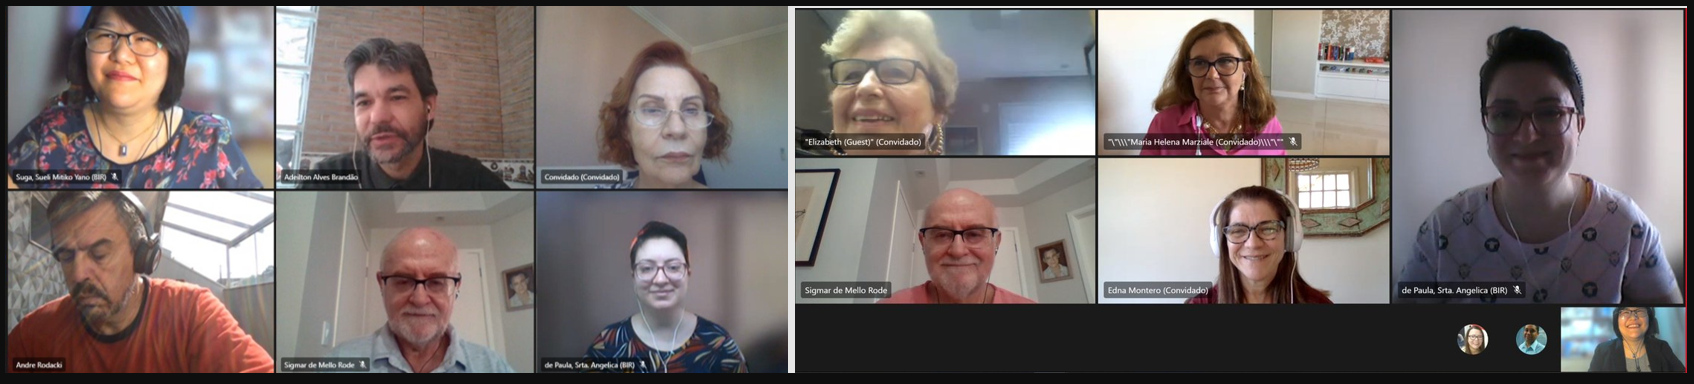 Suga, Sueli Mitiko Yano (BIR)
Adeilton Alves Brandão
Convidado (Convidado)
Andre Rodacki
Sigmar de Mello Rode
de Paula, Srta. Angelica (BIR)
"Elizabeth (Guest)" (Convidado)
"\"\\\"Maria Helena Marziale (Convidado)\\\"\""
Sigmar de Mello Rode
Edna Montero (Convidado)
de Paula, Srta. Angelica (BIR)